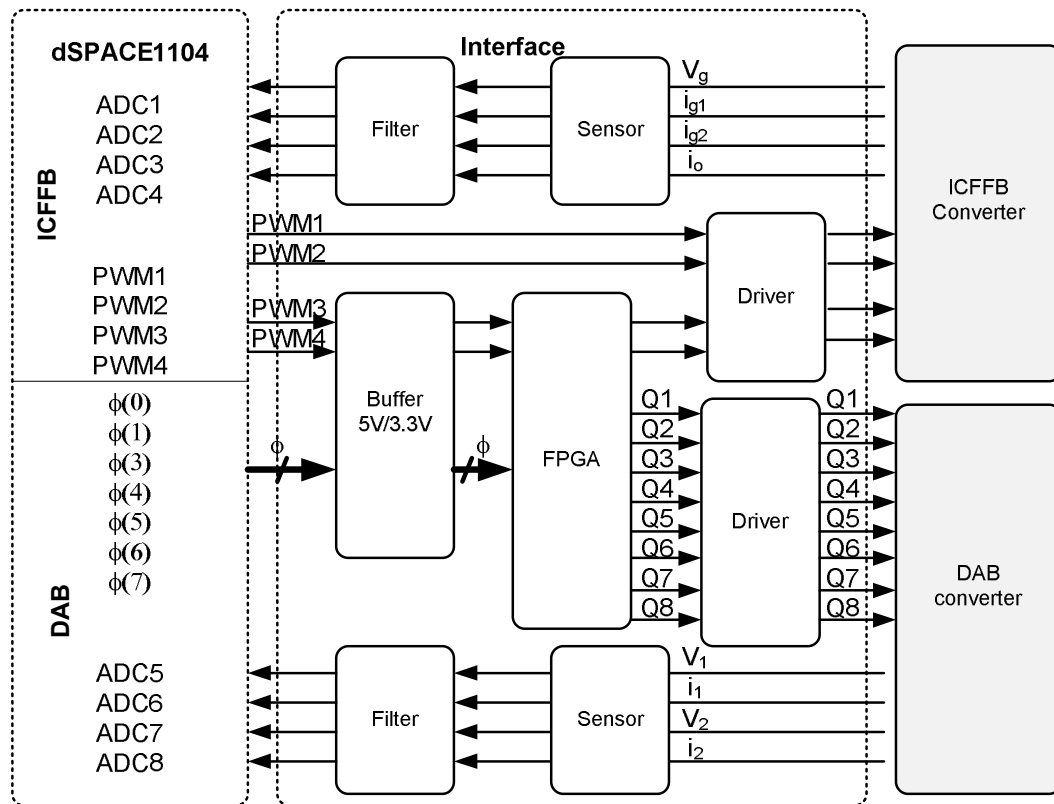 dSPACE1104
ICFFB
ADC1
ADC2
ADC3
ADC4
PWM1
PWM2
PWM3
PWM4
DAB
ϕ(0)
ϕ(1)
ϕ(3)
ϕ(4)
ϕ(5)
ϕ(6)
ϕ(7)
ADC5
ADC6
ADC7
ADC8
Interface
Filter
Sensor
Vg
ig1
ig2
io
PWM1
PWM2
PWM3
PWM4
ϕ
Buffer
5V/3.3V
ϕ
FPGA
Driver
Q1
Q2
Q3
Q4
Q5
Q6
Q7
Q8
Driver
Q1
Q2
Q3
Q4
Q5
Q6
Q7
Q8
Filter
Sensor
V1
i1
V2
i2
ICFFB
Converter
DAB
converter